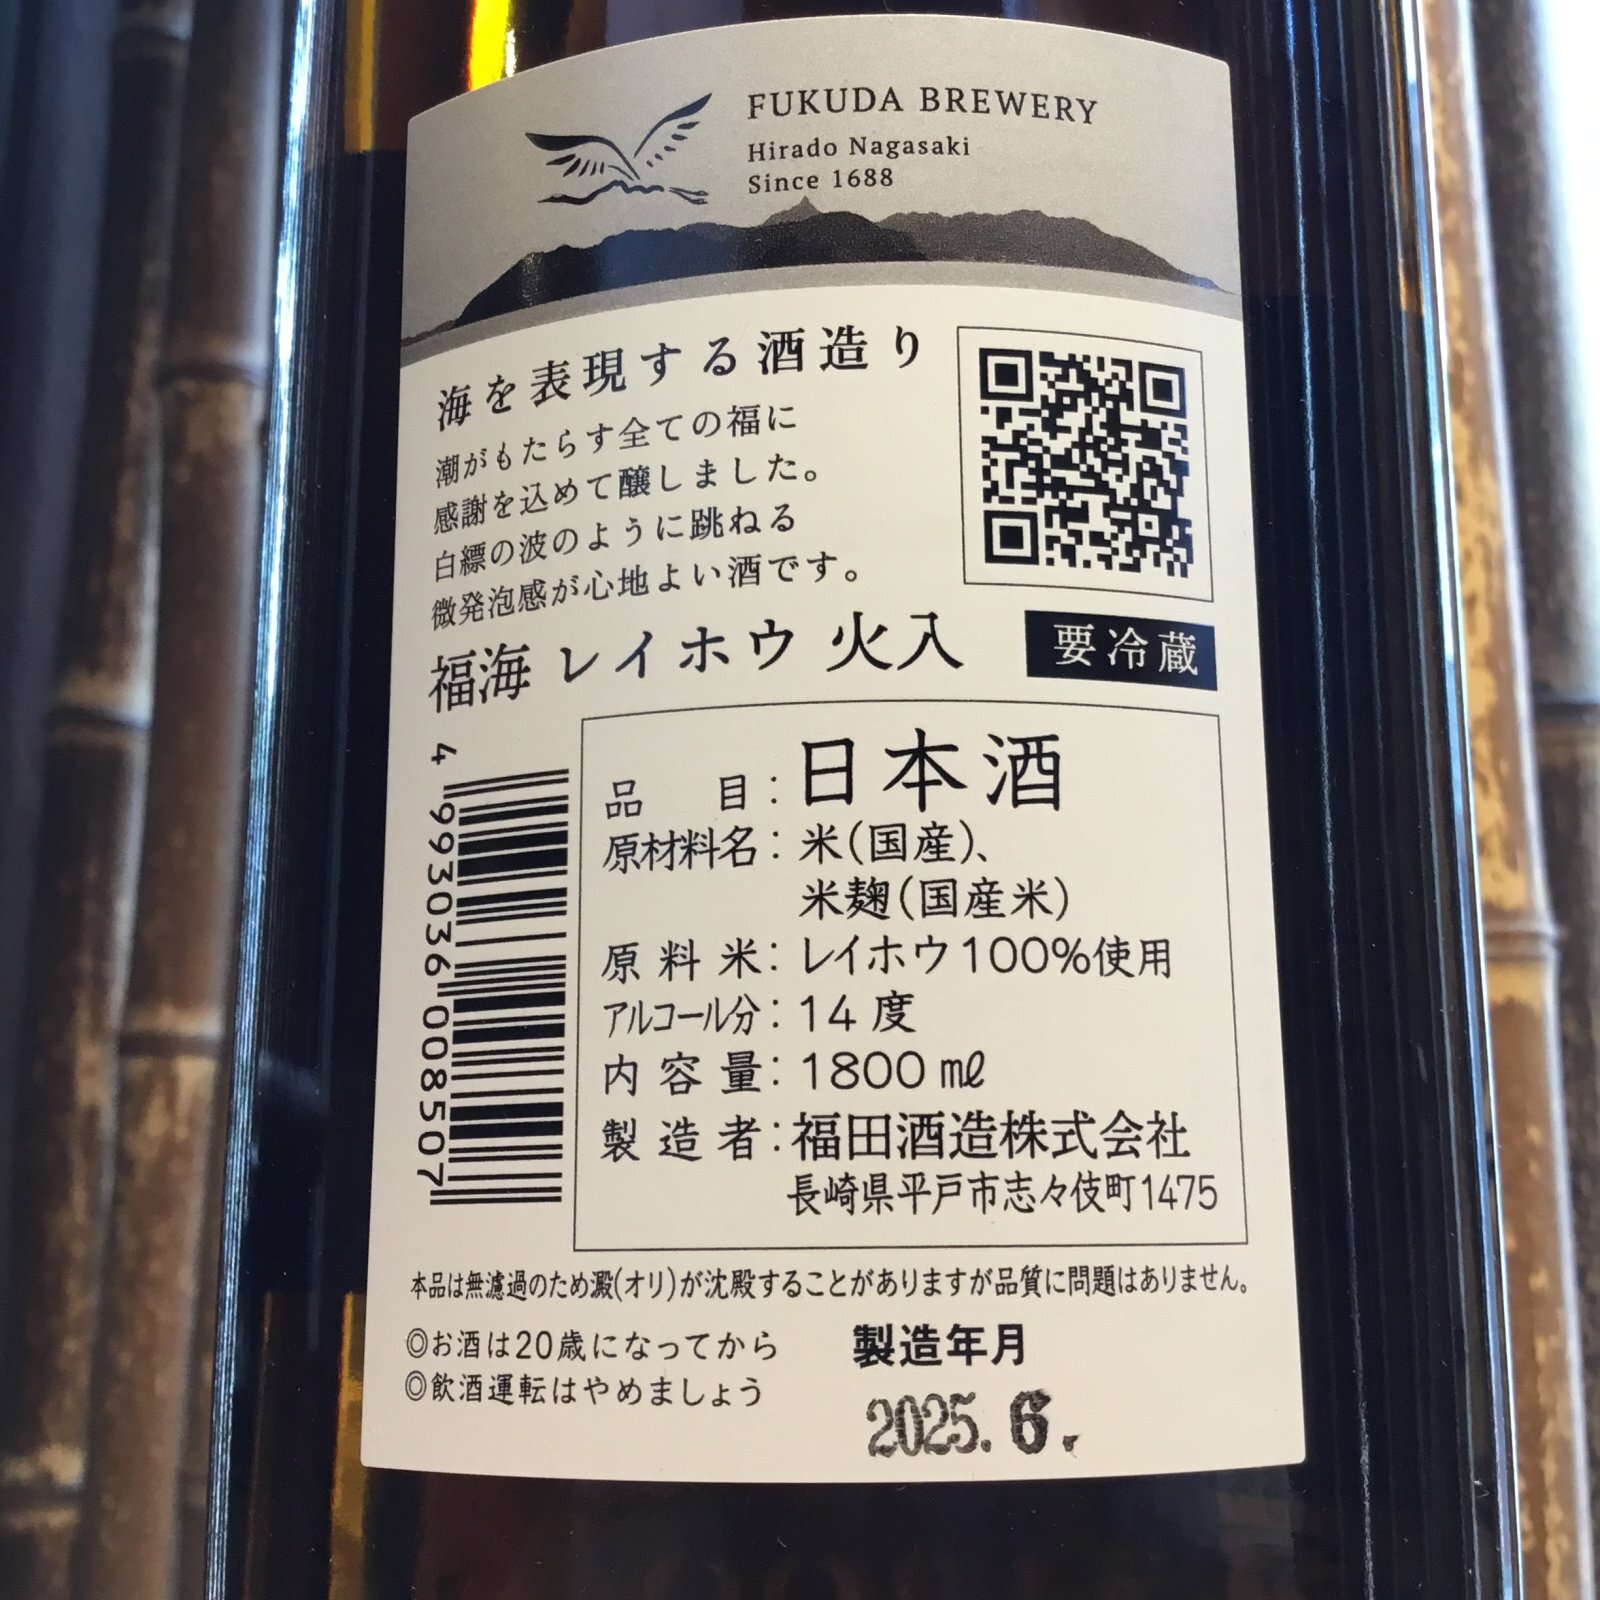 FUKUDA BREWERY
Hirado Nagasaki
Since 1688
海を表現する酒造り
潮がもたらす全ての福に
感謝を込めて醸しました。
白縹の波のように跳ねる
微発泡感が心地よい酒です。
福海 レイホウ 火入
要冷蔵
4 993036 008507
品目：日本酒
原材料名：米（国産）、
米麹（国産米）
原料米：レイホウ100％使用
アルコール分：14度
内容量：1800㎖
製造者：福田酒造株式会社
長崎県平戸市志々伎町1475
本品は無濾過のため澱(オリ)が沈殿することがありますが品質に問題はありません。
◎お酒は20歳になってから
◎飲酒運転はやめましょう
製造年月
2025.6.